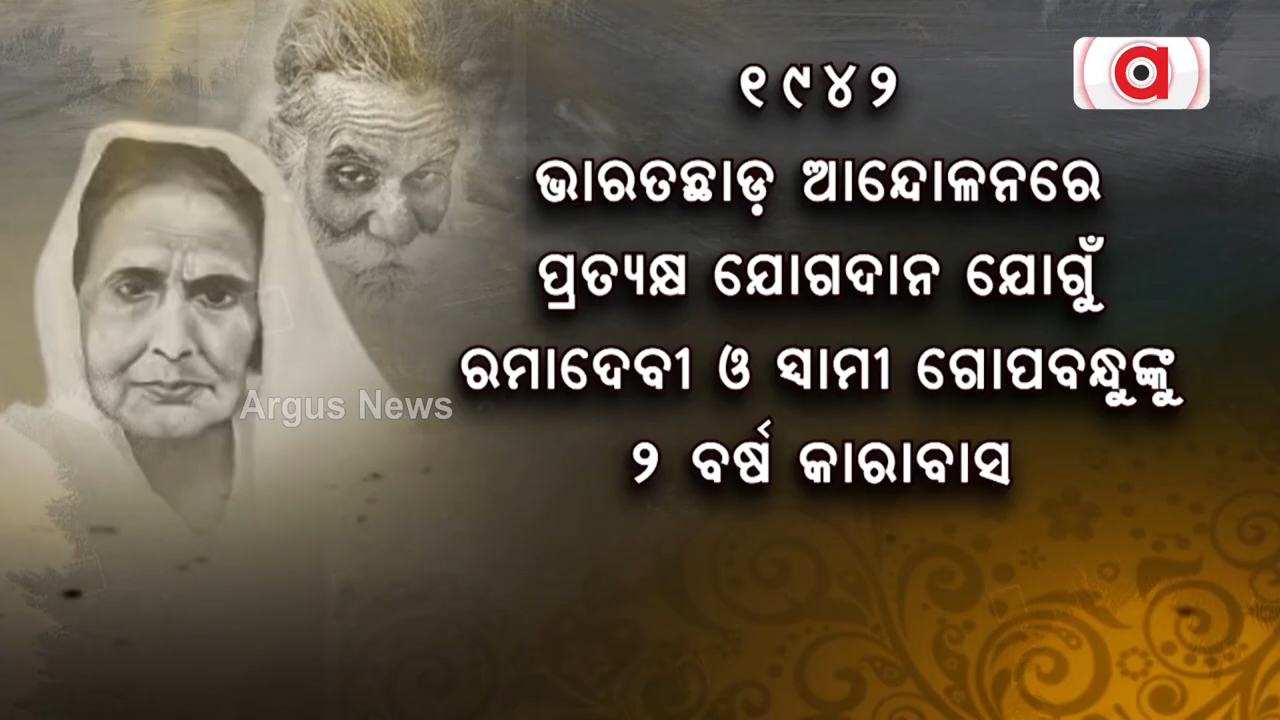 ୧୯୪୨
ଭାରତଛାଡ଼ ଆନ୍ଦୋଳନରେ
ପ୍ରତ୍ୟକ୍ଷ ଯୋଗଦାନ ଯୋଗୁଁ
ରମାଦେବୀ ଓ ସ୍ୱାମୀ ଗୋପବନ୍ଧୁଙ୍କୁ
୨ ବର୍ଷ କାରାବାସ
Argus News